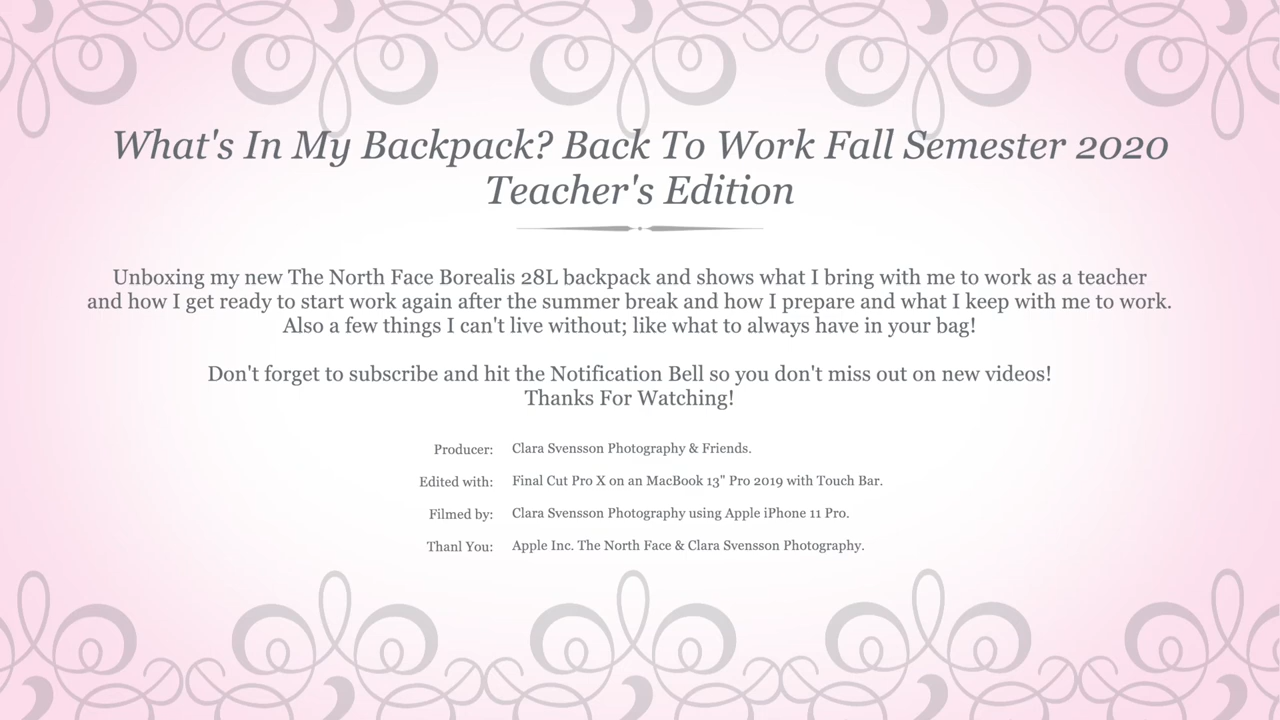 What's In My Backpack? Back To Work Fall Semester 2020
Teacher's Edition
Unboxing my new The North Face Borealis 28L backpack and shows what I bring with me to work as a teacher
and how I get ready to start work again after the summer break and how I prepare and what I keep with me to work.
Also a few things I can't live without; like what to always have in your bag!
Don't forget to subscribe and hit the Notification Bell so you don't miss out on new videos!
Thanks For Watching!
Producer: Clara Svensson Photography & Friends.
Edited with: Final Cut Pro X on an MacBook 13" Pro 2019 with Touch Bar.
Filmed by: Clara Svensson Photography using Apple iPhone 11 Pro.
Thanl You: Apple Inc. The North Face & Clara Svensson Photography.